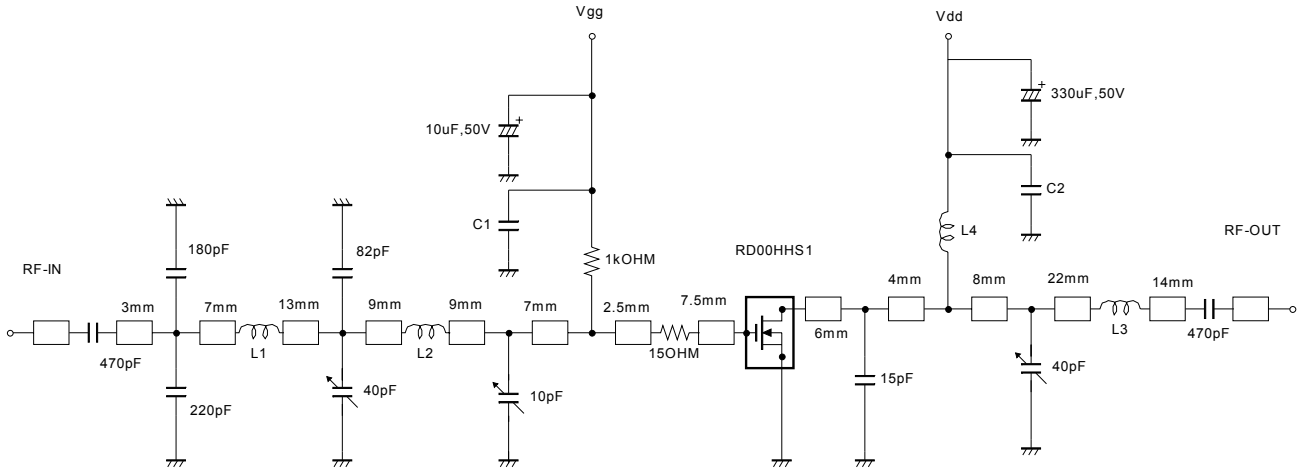 Vgg
Vdd
10uF,50V
+
330uF,50V
+
C1
C2
180pF
82pF
1kOHM
L4
RD00HHS1
RF-IN
RF-OUT
3mm
7mm
13mm
9mm
9mm
7mm
2.5mm
7.5mm
4mm
8mm
22mm
14mm
470pF
L1
L2
15OHM
6mm
L3
470pF
220pF
40pF
10pF
15pF
40pF